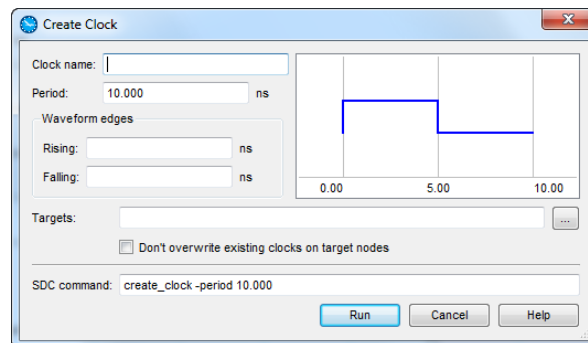 Create Clock
Clock name:
Period: 10.000 ns
Waveform edges
Rising: ns
Falling: ns
0.00 5.00 10.00
Targets: ...
Don't overwrite existing clocks on target nodes
SDC command: create_clock -period 10.000
Run Cancel Help